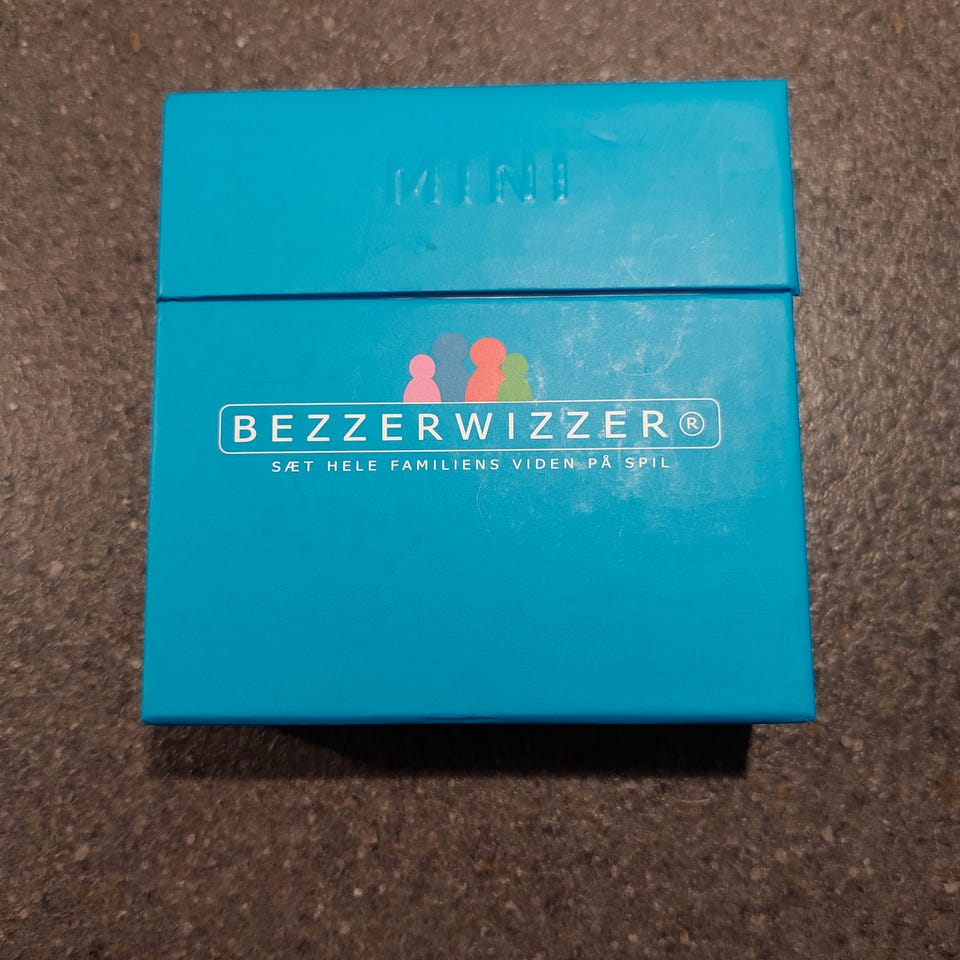 MINI
BEZZERWIZZER®
SÆT HELE FAMILIENS VIDEN PÅ SPIL